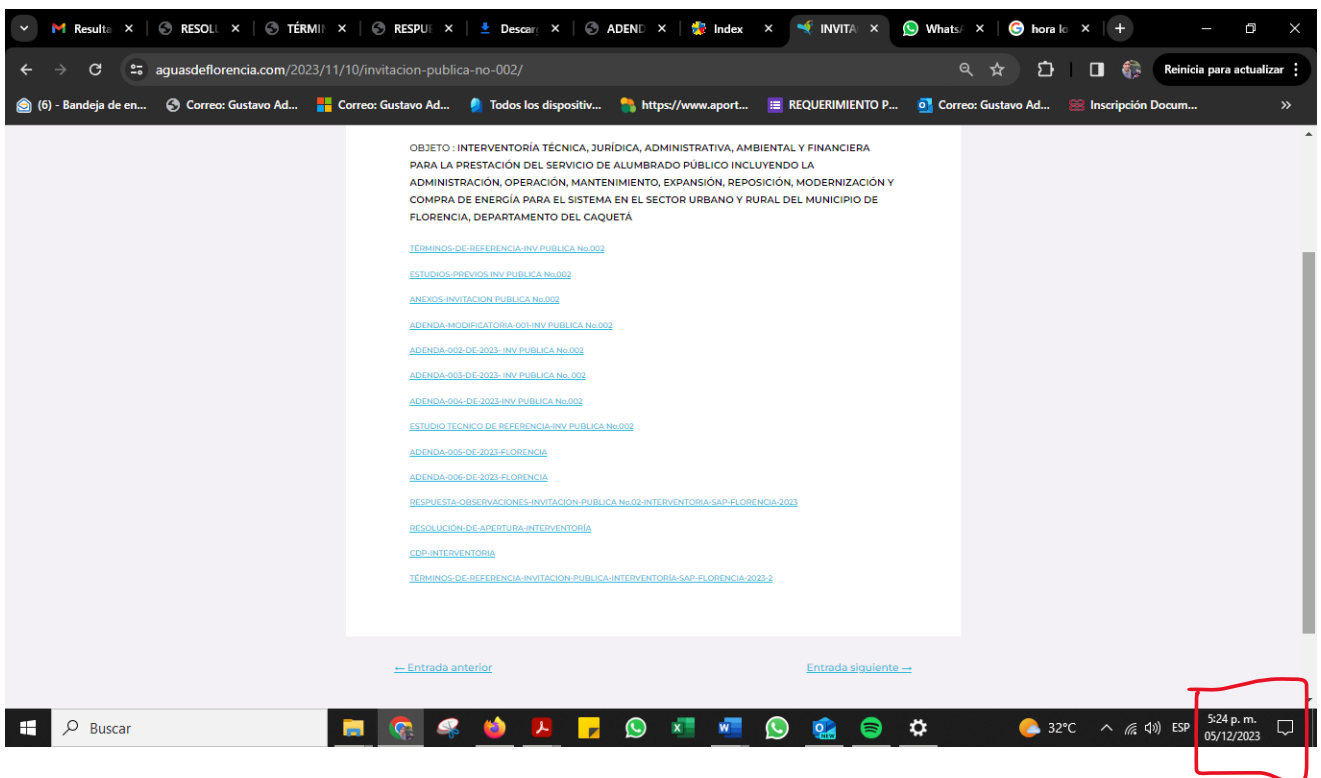 Resulta
RESOLU
TÉRMIN
RESPUE
Descarg
ADEND
Index
INVITA
Whats/
hora lo
aguasdeflorencia.com/2023/11/10/invitacion-publica-no-002/
Reinicia para actualizar
(6) - Bandeja de en...
Correo: Gustavo Ad...
Correo: Gustavo Ad...
Todos los dispositiv...
https://www.aport...
REQUERIMIENTO P...
Correo: Gustavo Ad...
Inscripción Docum...
»
OBJETO : INTERVENTORÍA TÉCNICA, JURÍDICA, ADMINISTRATIVA, AMBIENTAL Y FINANCIERA
PARA LA PRESTACIÓN DEL SERVICIO DE ALUMBRADO PÚBLICO INCLUYENDO LA
ADMINISTRACIÓN, OPERACIÓN, MANTENIMIENTO, EXPANSIÓN, REPOSICIÓN, MODERNIZACIÓN Y
COMPRA DE ENERGÍA PARA EL SISTEMA EN EL SECTOR URBANO Y RURAL DEL MUNICIPIO DE
FLORENCIA, DEPARTAMENTO DEL CAQUETÁ
TÉRMINOS-DE-REFERENCIA-INV PUBLICA No.002
ESTUDIOS-PREVIOS INV PUBLICA No.002
ANEXOS-INVITACION PUBLICA No.002
ADENDA-MODIFICATORIA-001-INV PUBLICA No.002
ADENDA-002-DE-2023- INV PUBLICA No.002
ADENDA-003-DE-2023- INV PUBLICA No. 002
ADENDA-004-DE-2023-INV PUBLICA No.002
ESTUDIO TECNICO DE REFERENCIA-INV PUBLICA No.002
ADENDA-005-DE-2023-FLORENCIA
ADENDA-006-DE-2023-FLORENCIA
RESPUESTA-OBSERVACIONES-INVITACION-PUBLICA No.02-INTERVENTORIA-SAP-FLORENCIA-2023
RESOLUCIÓN-DE-APERTURA-INTERVENTORÍA
CDP-INTERVENTORIA
TÉRMINOS-DE-REFERENCIA-INVITACION-PUBLICA-INTERVENTORÍA-SAP-FLORENCIA-2023-2
← Entrada anterior
Entrada siguiente →
Buscar
32°C
ESP
5:24 p. m.
05/12/2023